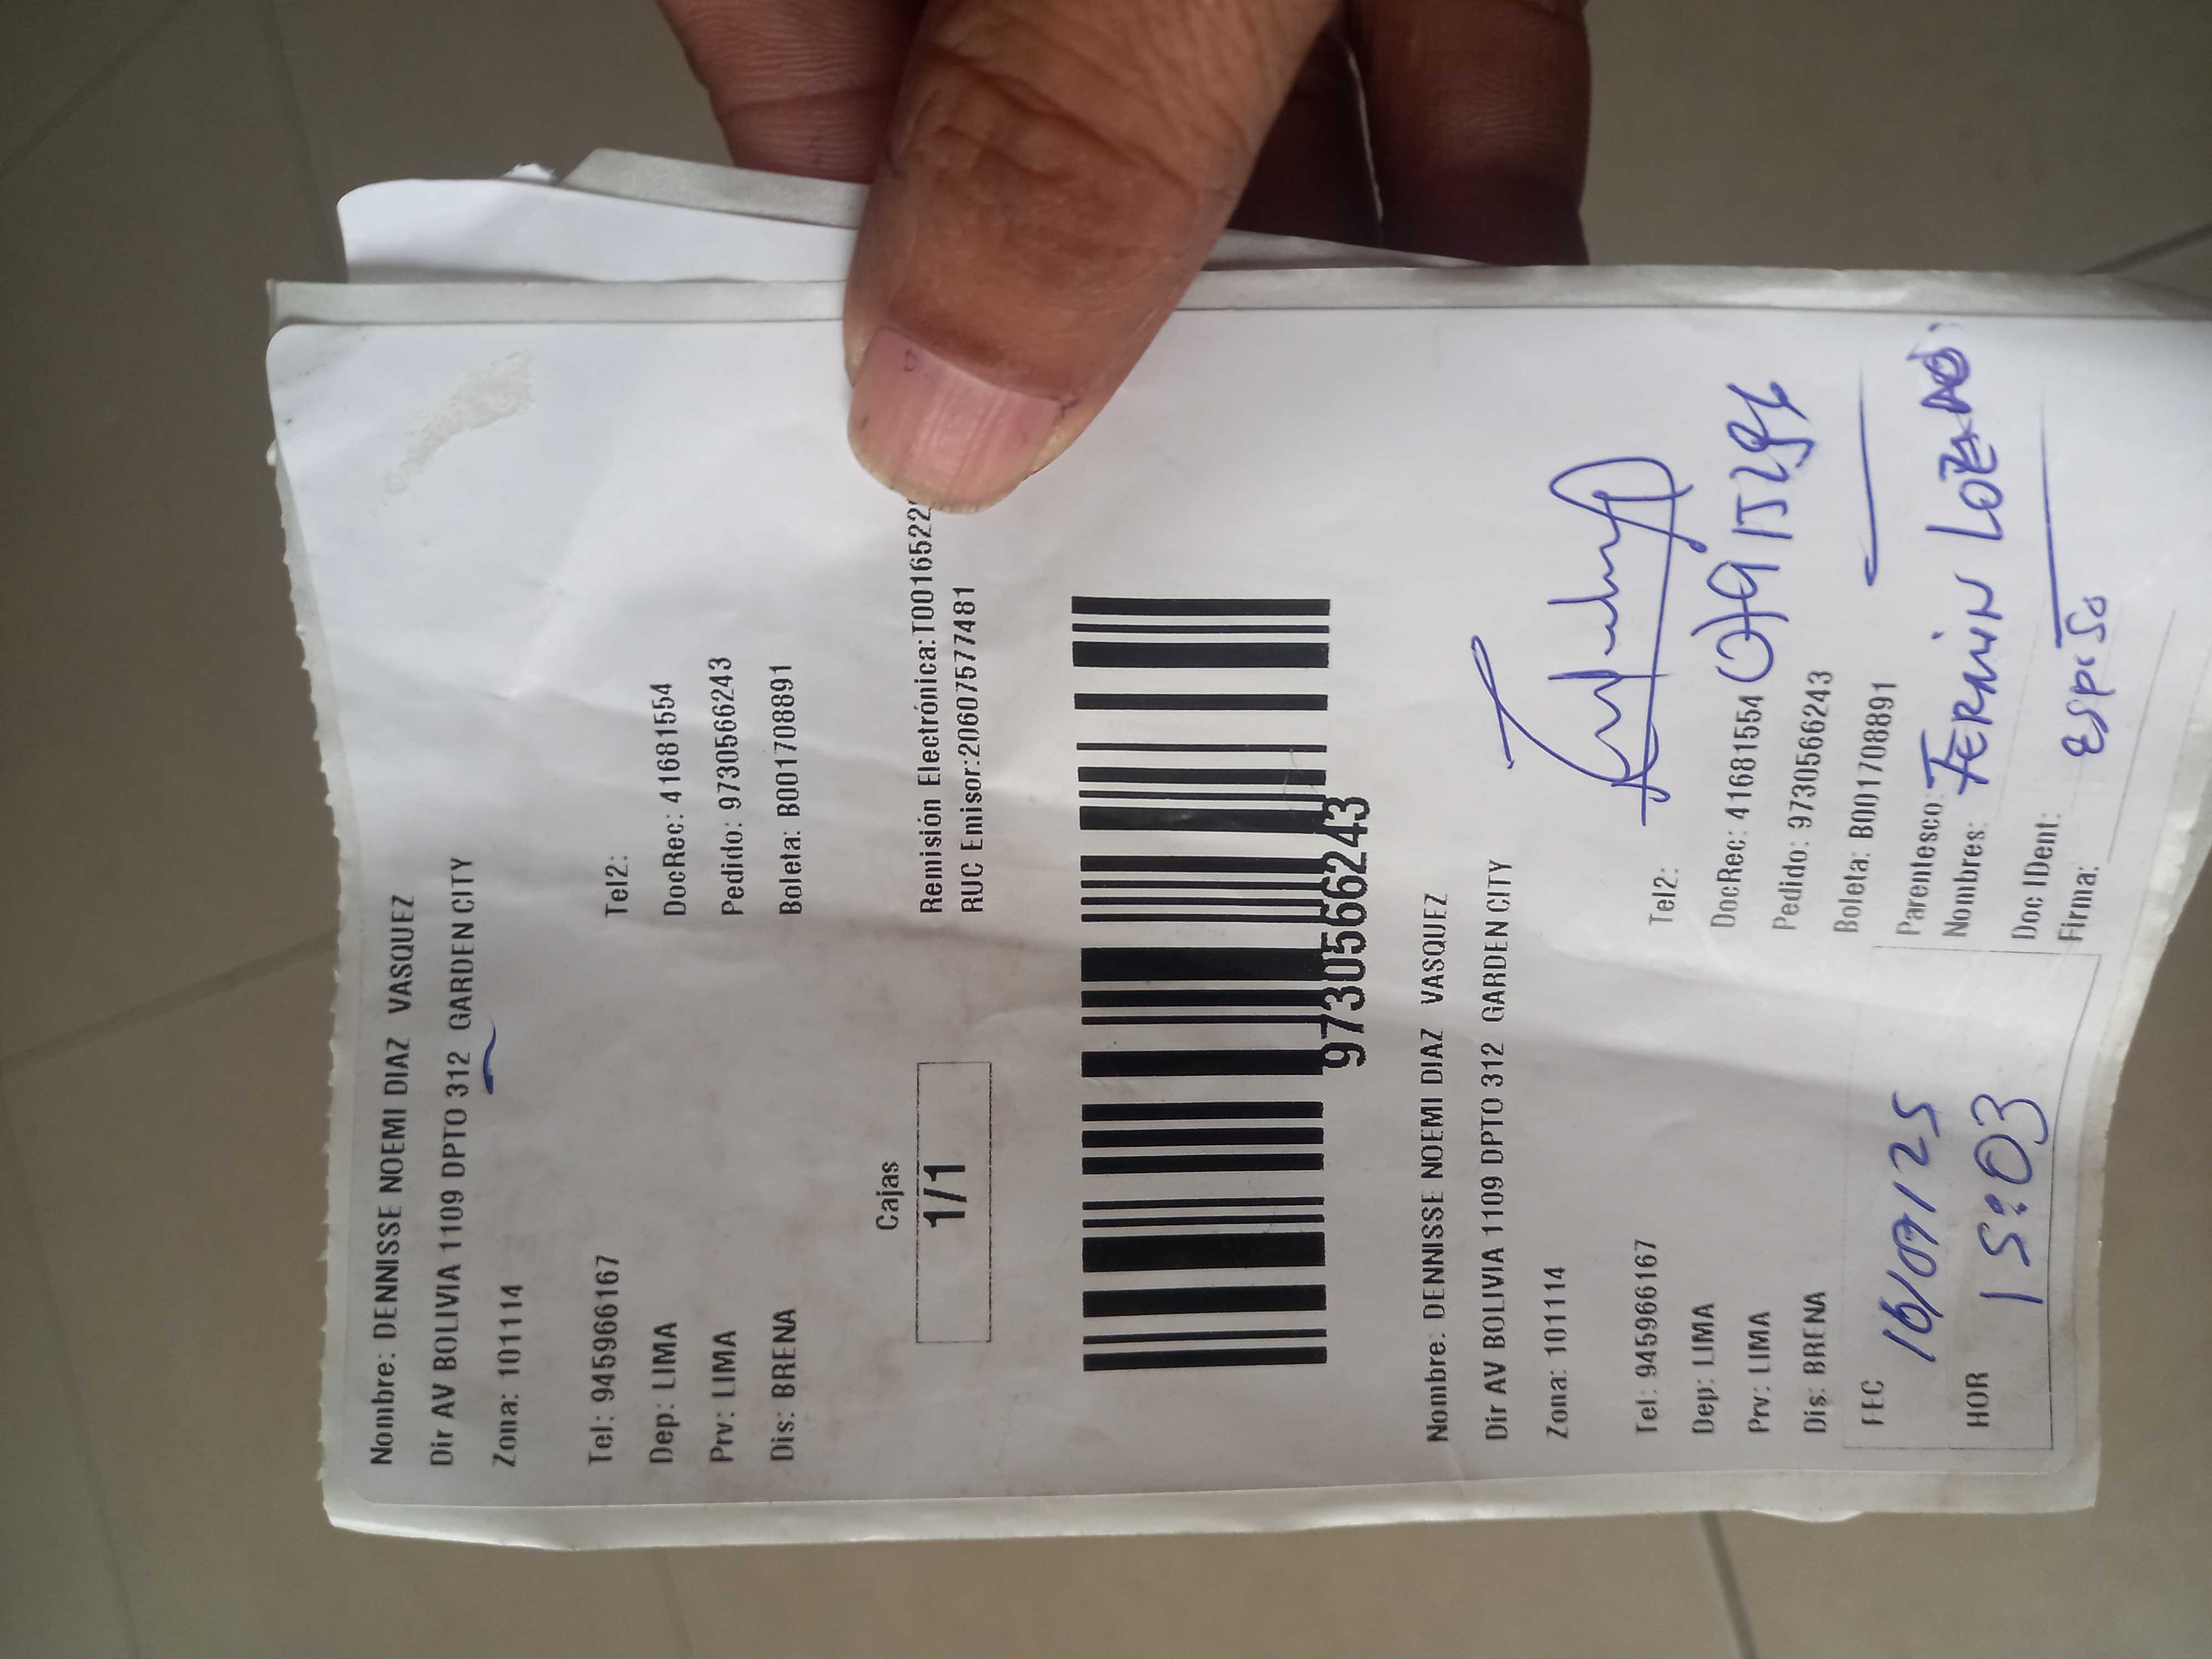 Nombre: DENNISSE NOEMI DIAZ VASQUEZ
Dir AV BOLIVIA 1109 DPTO 312 GARDEN CITY
Zona: 101114
Tel: 945966167 Tel2:
Dep: LIMA DocRec: 41681554
Prv: LIMA Pedido: 9730566243
Dis: BRENA Boleta: B001708891
Cajas
1/1
Remisión Electrónica:T0016522
RUC Emisor:20607577481
9730566243
Nombre. DENNISSE NOEMI DIAZ VASQUEZ
Dir AV BOLIVIA 1109 DPTO 312 GARDEN CITY
Zona: 101114
Tel: 945966167 Tel2:
Dep: LIMA DocRec: 41681554
Prv: LIMA Pedido: 9730566243
Dis: BRENA Boleta: B001708891
FEC 16/07/25
HOR 15:03
Parentesco:
Nombres: FERMIN LOZANO
Doc IDent:
Firma: